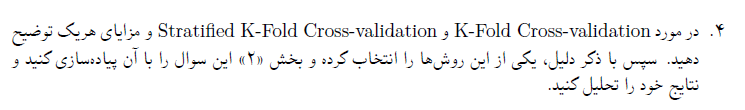 ۴. در مورد K-Fold Cross-validation و Stratified K-Fold Cross-validation و مزایای هریک توضیح
دهید. سپس با ذکر دلیل، یکی از این روش‌ها را انتخاب کرده و بخش «۲» این سوال را با آن پیاده‌سازی کنید و
نتایج خود را تحلیل کنید.